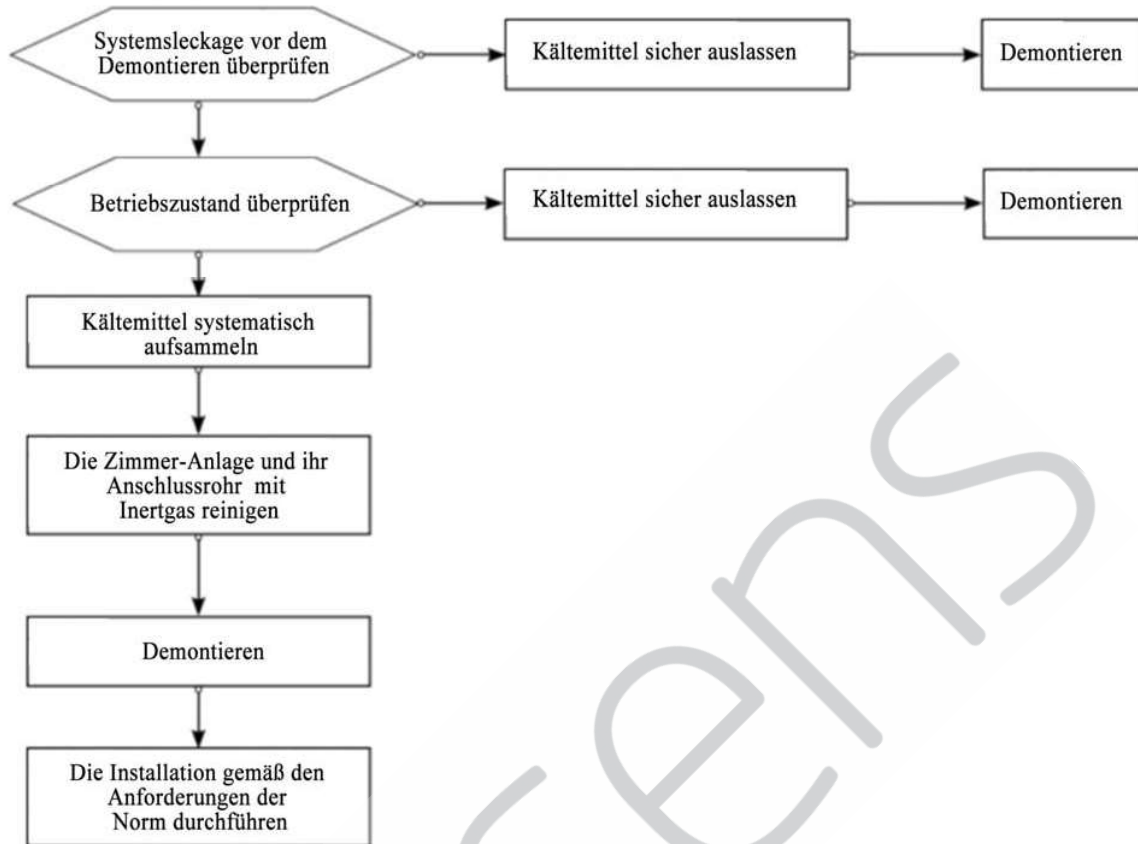 Systemsleckage vor dem
Demontieren überprüfen
Kältemittel sicher auslassen
Demontieren
Betriebszustand überprüfen
Kältemittel sicher auslassen
Demontieren
Kältemittel systematisch
aufsammeln
Die Zimmer-Anlage und ihr
Anschlussrohr mit
Inertgas reinigen
Demontieren
Die Installation gemäß den
Anforderungen der
Norm durchführen
ens